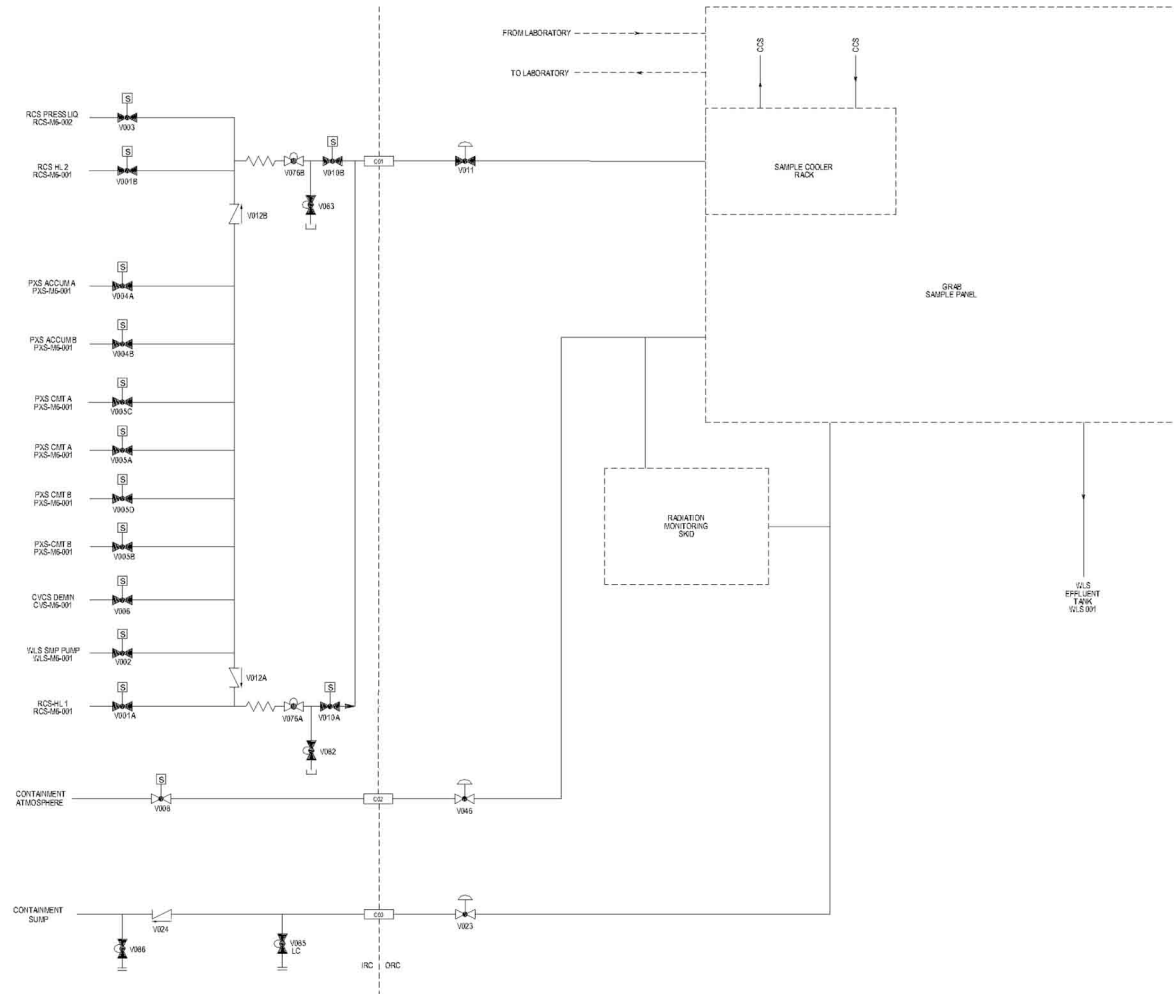 FROM LABORATORY
TO LABORATORY
CCS
CCS
S
RCS PRESS LIQ
RCS-M6-002
V003
S
RCS HL 2
RCS-M6-001
V001B
S
V076B
V010B
C01
V011
SAMPLE COOLER
RACK
V063
V012B
S
PXS ACCUM A
PXS-M6-001
V004A
GRAB
SAMPLE PANEL
S
PXS ACCUM B
PXS-M6-001
V004B
S
PXS CMT A
PXS-M6-001
V005C
S
PXS CMT A
PXS-M6-001
V005A
S
PXS CMT B
PXS-M6-001
V005D
RADIATION
MONITORING
SKID
S
PXS-CMT B
PXS-M6-001
V005B
S
CVCS DEMN.
CVS-M6-001
V006
WLS
EFFLUENT
TANK
WLS 001
S
WLS SMP PUMP
WLS-M6-001
V002
V012A
S
RCS-HL 1
RCS-M6-001
V001A
S
V076A
V010A
V062
S
CONTAINMENT
ATMOSPHERE
V008
C02
V046
CONTAINMENT
SUMP
V024
C03
V023
V086
V085
LC
IRC
ORC